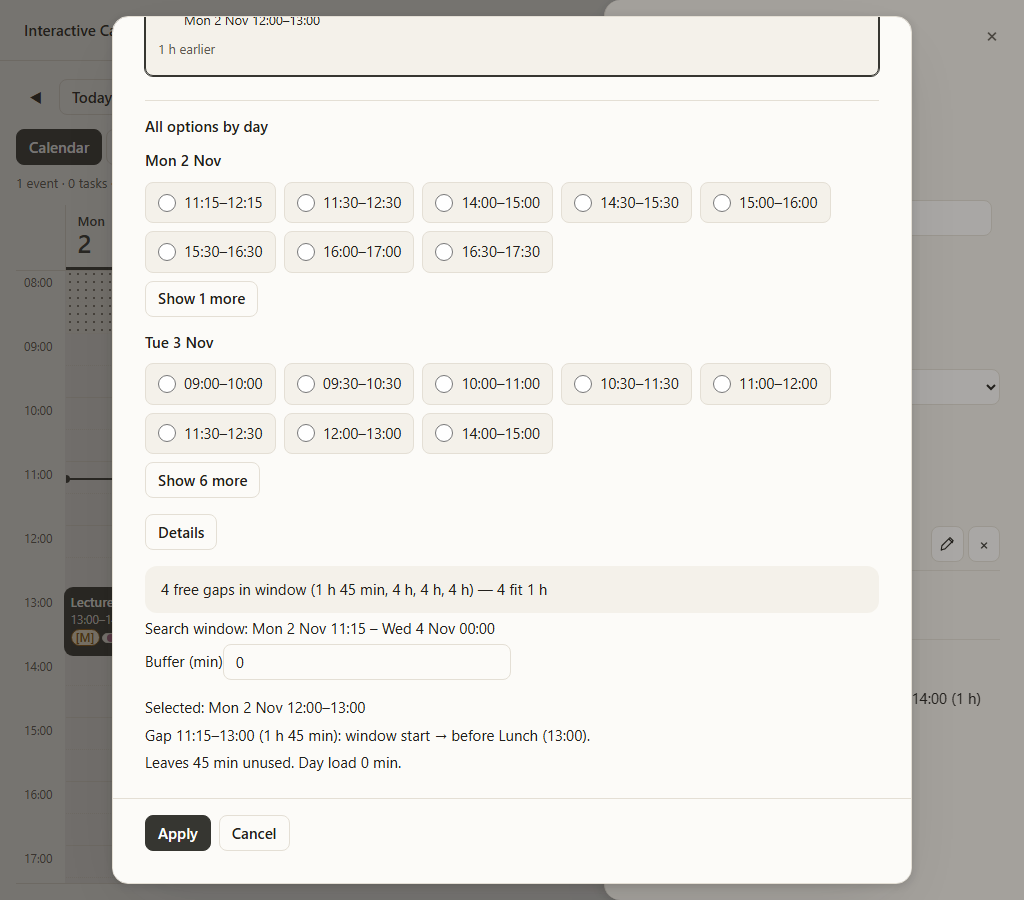 Mon 2 Nov 12:00–13:00
Interactive Ca
1 h earlier
×
Today
All options by day
Calendar
Mon 2 Nov
1 event · 0 tasks
11:15–12:15 11:30–12:30 14:00–15:00 14:30–15:30 15:00–16:00
Mon
2
15:30–16:30 16:00–17:00 16:30–17:30
08:00
Show 1 more
09:00
Tue 3 Nov
09:00–10:00 09:30–10:30 10:00–11:00 10:30–11:30 11:00–12:00
10:00
11:30–12:30 12:00–13:00 14:00–15:00
11:00
Show 6 more
12:00
Details
×
4 free gaps in window (1 h 45 min, 4 h, 4 h, 4 h) — 4 fit 1 h
13:00
Lecture
13:00–1
[M]
Search window: Mon 2 Nov 11:15 – Wed 4 Nov 00:00
14:00
Buffer (min) 0
14:00 (1 h)
Selected: Mon 2 Nov 12:00–13:00
15:00
Gap 11:15–13:00 (1 h 45 min): window start → before Lunch (13:00).
Leaves 45 min unused. Day load 0 min.
16:00
Apply Cancel
17:00